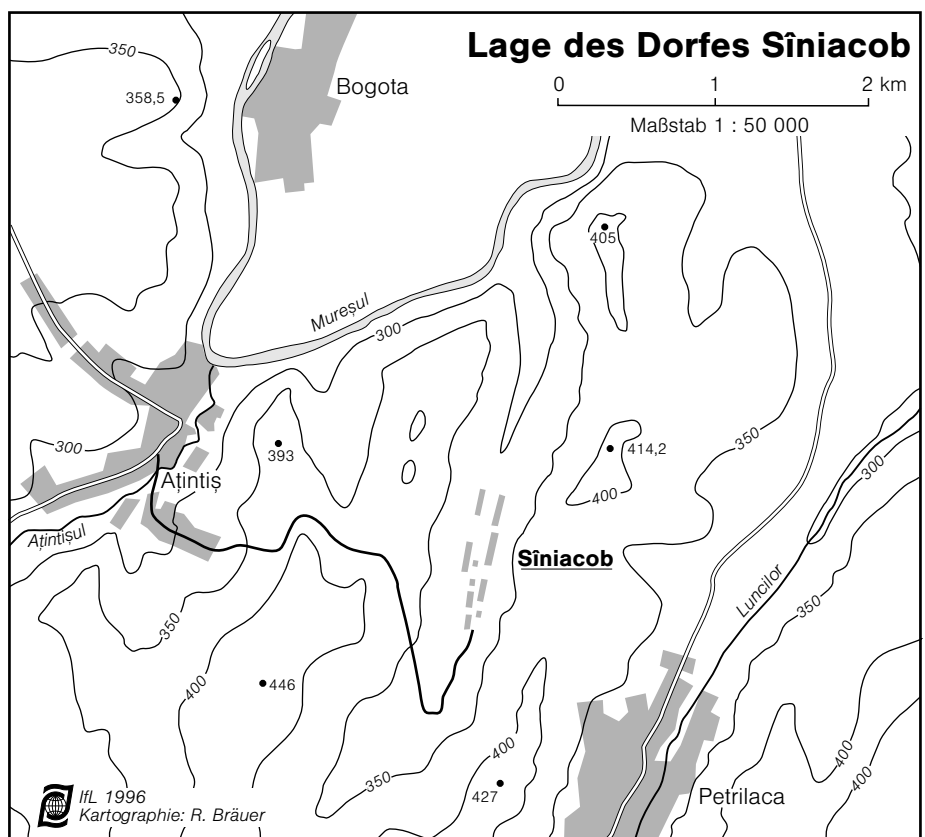 Lage des Dorfes Sîniacob
0 1 2 km
Maßstab 1 : 50 000
350
358,5
Bogota
405
Mureșul
300
300
393
414,2
350
400
300
Ațintiș
Ațintișul
Sîniacob
Luncilor
350
350
400
446
400
350
427
400
400
Petrilaca
IfL 1996
Kartographie: R. Bräuer